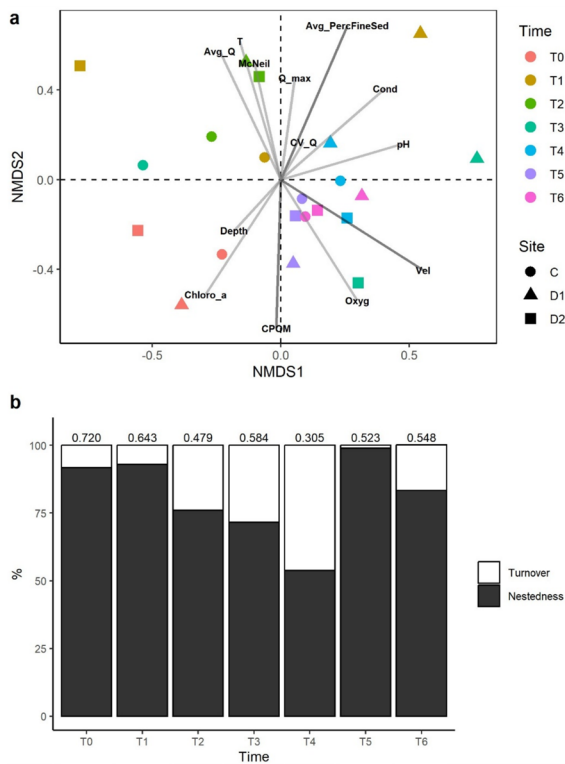 a
T
Avg_PercFineSed
Avg_Q
McNeil
Q_max
Cond
CV_Q
pH
Depth
Vel
Chloro_a
Oxyg
CPOM
NMDS2
0.4
0.0
-0.4
-0.5
0.0
0.5
NMDS1
Time
T0
T1
T2
T3
T4
T5
T6
Site
C
D1
D2
b
0.720 0.643 0.479 0.584 0.305 0.523 0.548
100
75
50
25
0
%
T0 T1 T2 T3 T4 T5 T6
Time
Turnover
Nestedness